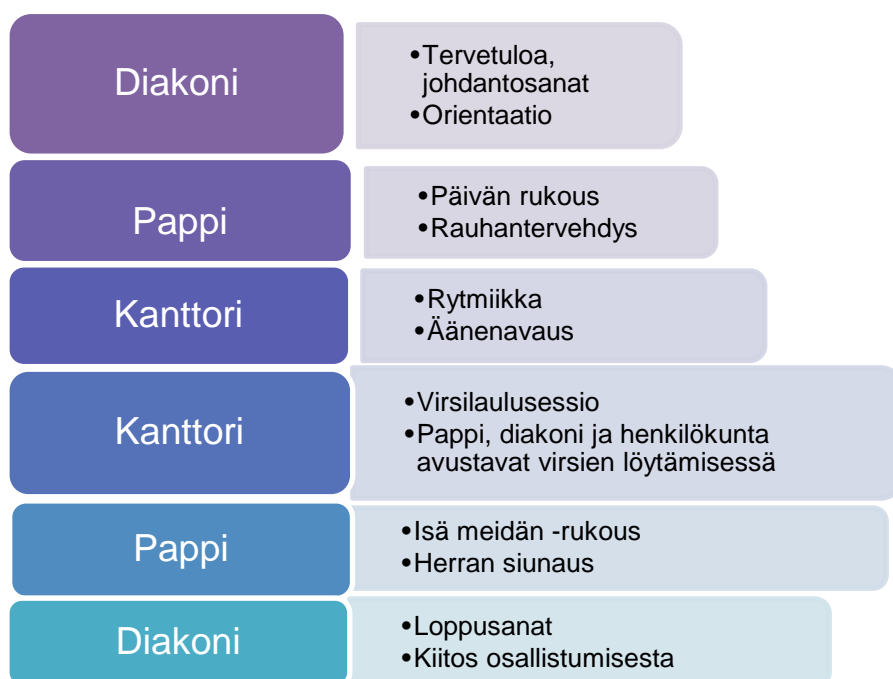 Diakoni
•Tervetuloa,
johdantosanat
•Orientaatio
Pappi
•Päivän rukous
•Rauhantervehdys
Kanttori
•Rytmiikka
•Äänenavaus
Kanttori
•Virsilaulusessio
•Pappi, diakoni ja henkilökunta
avustavat virsien löytämisessä
Pappi
•Isä meidän -rukous
•Herran siunaus
Diakoni
•Loppusanat
•Kiitos osallistumisesta